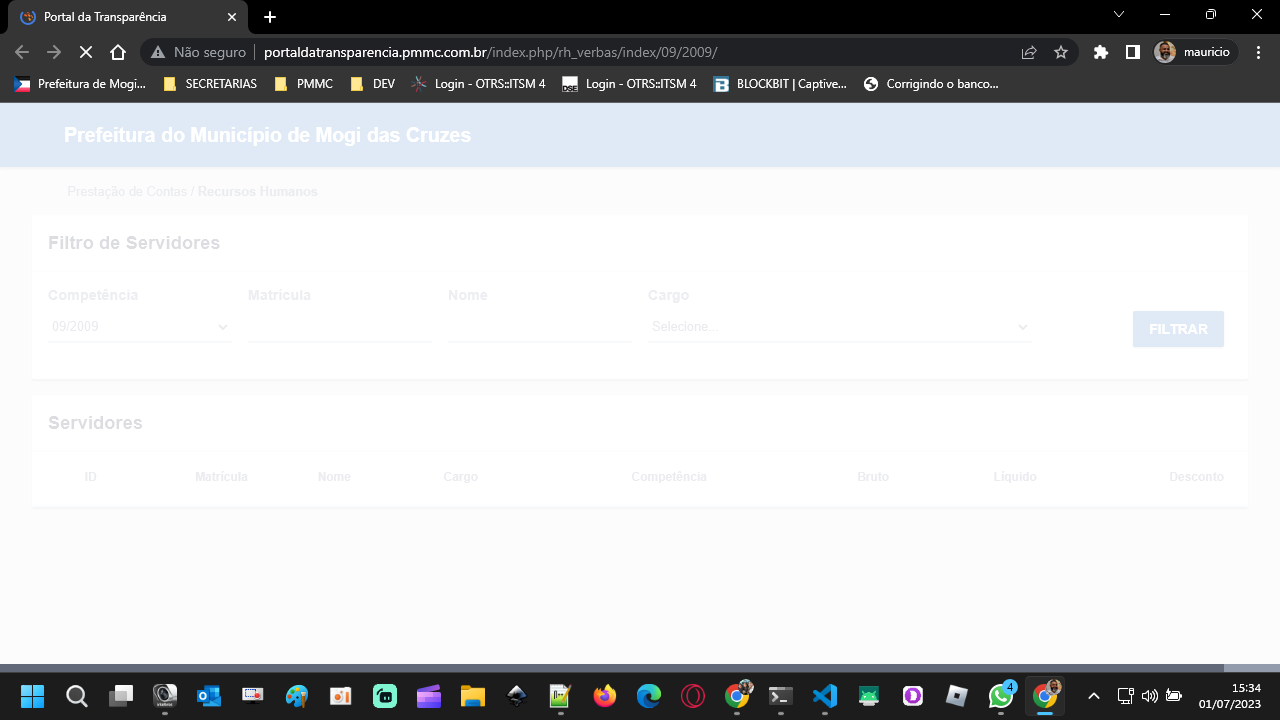 Portal da Transparência
Não seguro
portaldatransparencia.pmmc.com.br/index.php/rh_verbas/index/09/2009/
mauricio
Prefeitura de Mogi...
SECRETARIAS
PMMC
DEV
Login - OTRS::ITSM 4
DSE
Login - OTRS::ITSM 4
BLOCKBIT | Captive...
Corrigindo o banco...
Prefeitura do Município de Mogi das Cruzes
Prestação de Contas / Recursos Humanos
Filtro de Servidores
Competência Matrícula Nome Cargo
09/2009 Selecione... FILTRAR
Servidores
ID Matrícula Nome Cargo Competência Bruto Líquido Desconto
4
15:34
01/07/2023